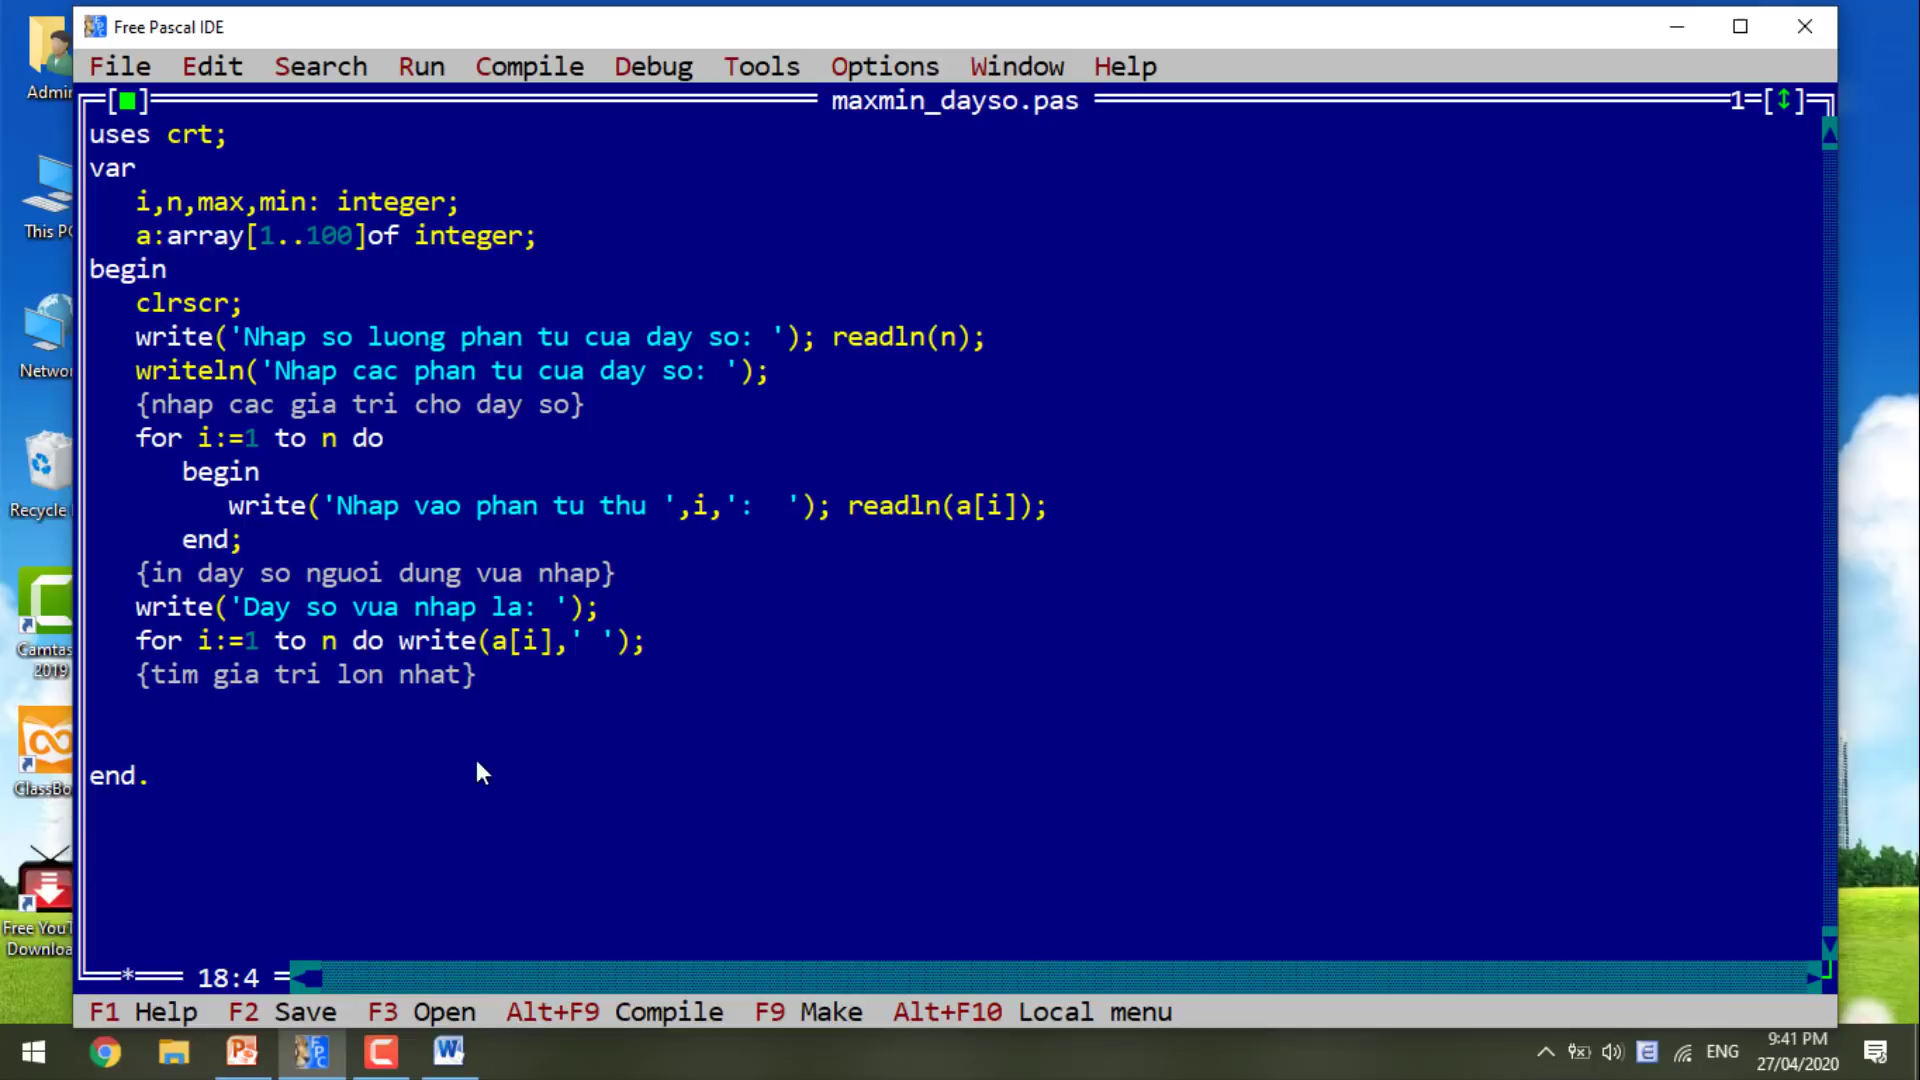 Free Pascal IDE
File Edit Search Run Compile Debug Tools Options Window Help
maxmin_dayso.pas
1=[↕]
uses crt;
var
i,n,max,min: integer;
a:array[1..100]of integer;
begin
clrscr;
write('Nhap so luong phan tu cua day so: '); readln(n);
writeln('Nhap cac phan tu cua day so: ');
{nhap cac gia tri cho day so}
for i:=1 to n do
begin
write('Nhap vao phan tu thu ',i,':  '); readln(a[i]);
end;
{in day so nguoi dung vua nhap}
write('Day so vua nhap la: ');
for i:=1 to n do write(a[i],' ');
{tim gia tri lon nhat}
end.
* 18:4
F1 Help F2 Save F3 Open Alt+F9 Compile F9 Make Alt+F10 Local menu
Admin
This PC
Networ
Recycle
Camtas
2019
ClassBo
Free YouT
Downloa
ENG
9:41 PM
27/04/2020